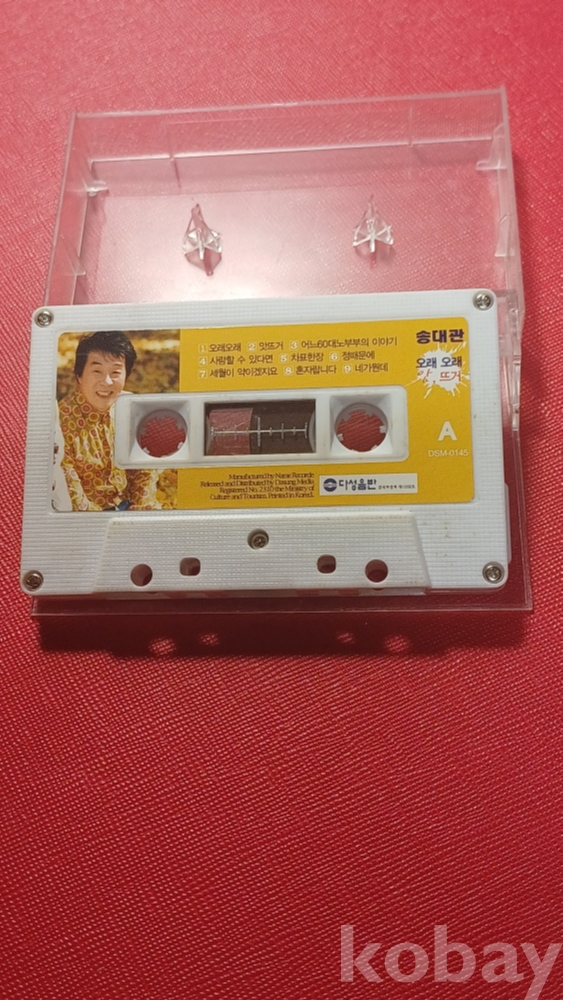 1 오래오래 2 앗뜨거 3 어느60대노부부의 이야기
4 사랑할 수 있다면 5 차표한장 6 정때문에
7 세월이 약이겠지요 8 혼자랍니다 9 네가뭔데
송대관
오래 오래
앗, 뜨거
A
DSM-0145
Manufactured by Name Records
Released and Distributed by Dasung Media
Registered No. 2310 the Ministry of
Culture and Tourism. Printed in Korea.
다성음반
kobay